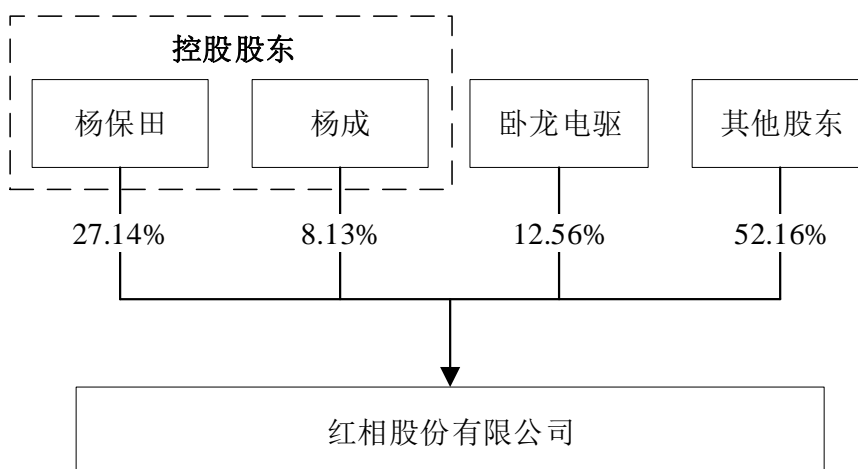 控股股东
杨保田
杨成
卧龙电驱
其他股东
27.14%
8.13%
12.56%
52.16%
红相股份有限公司